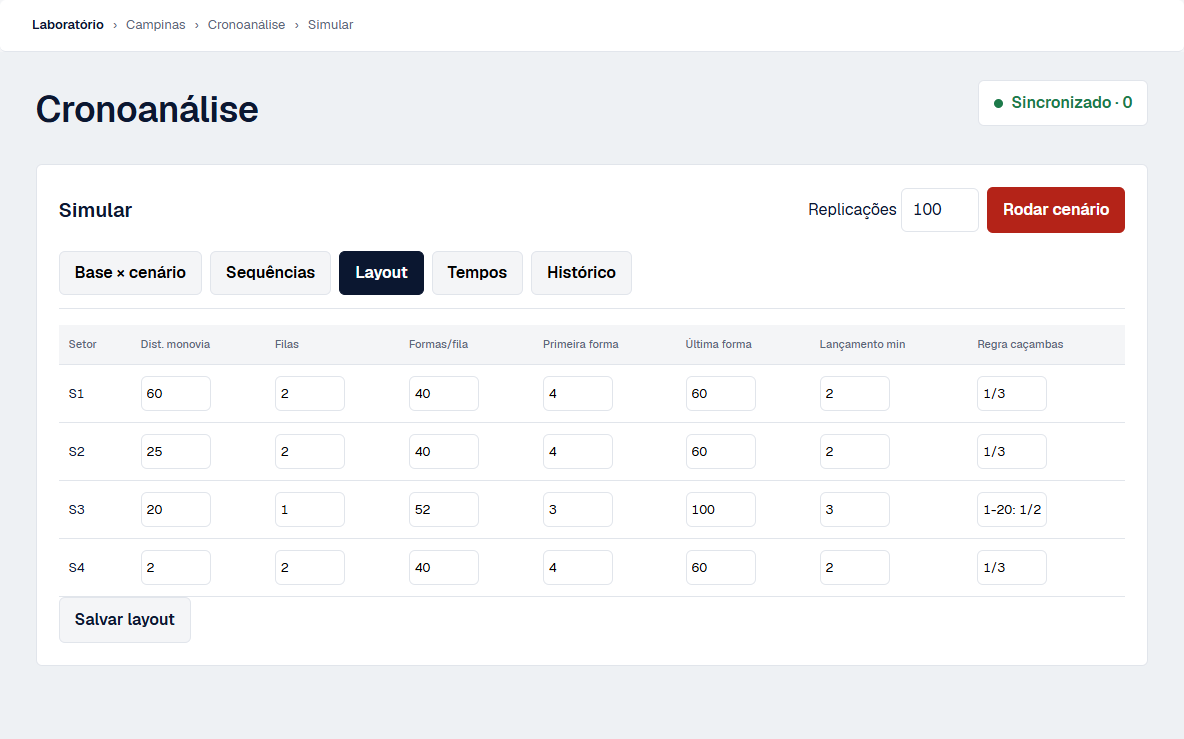 Laboratório › Campinas › Cronoanálise › Simular
Cronoanálise
Sincronizado · 0
Simular
Replicações 100 Rodar cenário
Base × cenário Sequências Layout Tempos Histórico
Setor Dist. monovia Filas Formas/fila Primeira forma Última forma Lançamento min Regra caçambas
S1 60 2 40 4 60 2 1/3
S2 25 2 40 4 60 2 1/3
S3 20 1 52 3 100 3 1-20: 1/2
S4 2 2 40 4 60 2 1/3
Salvar layout